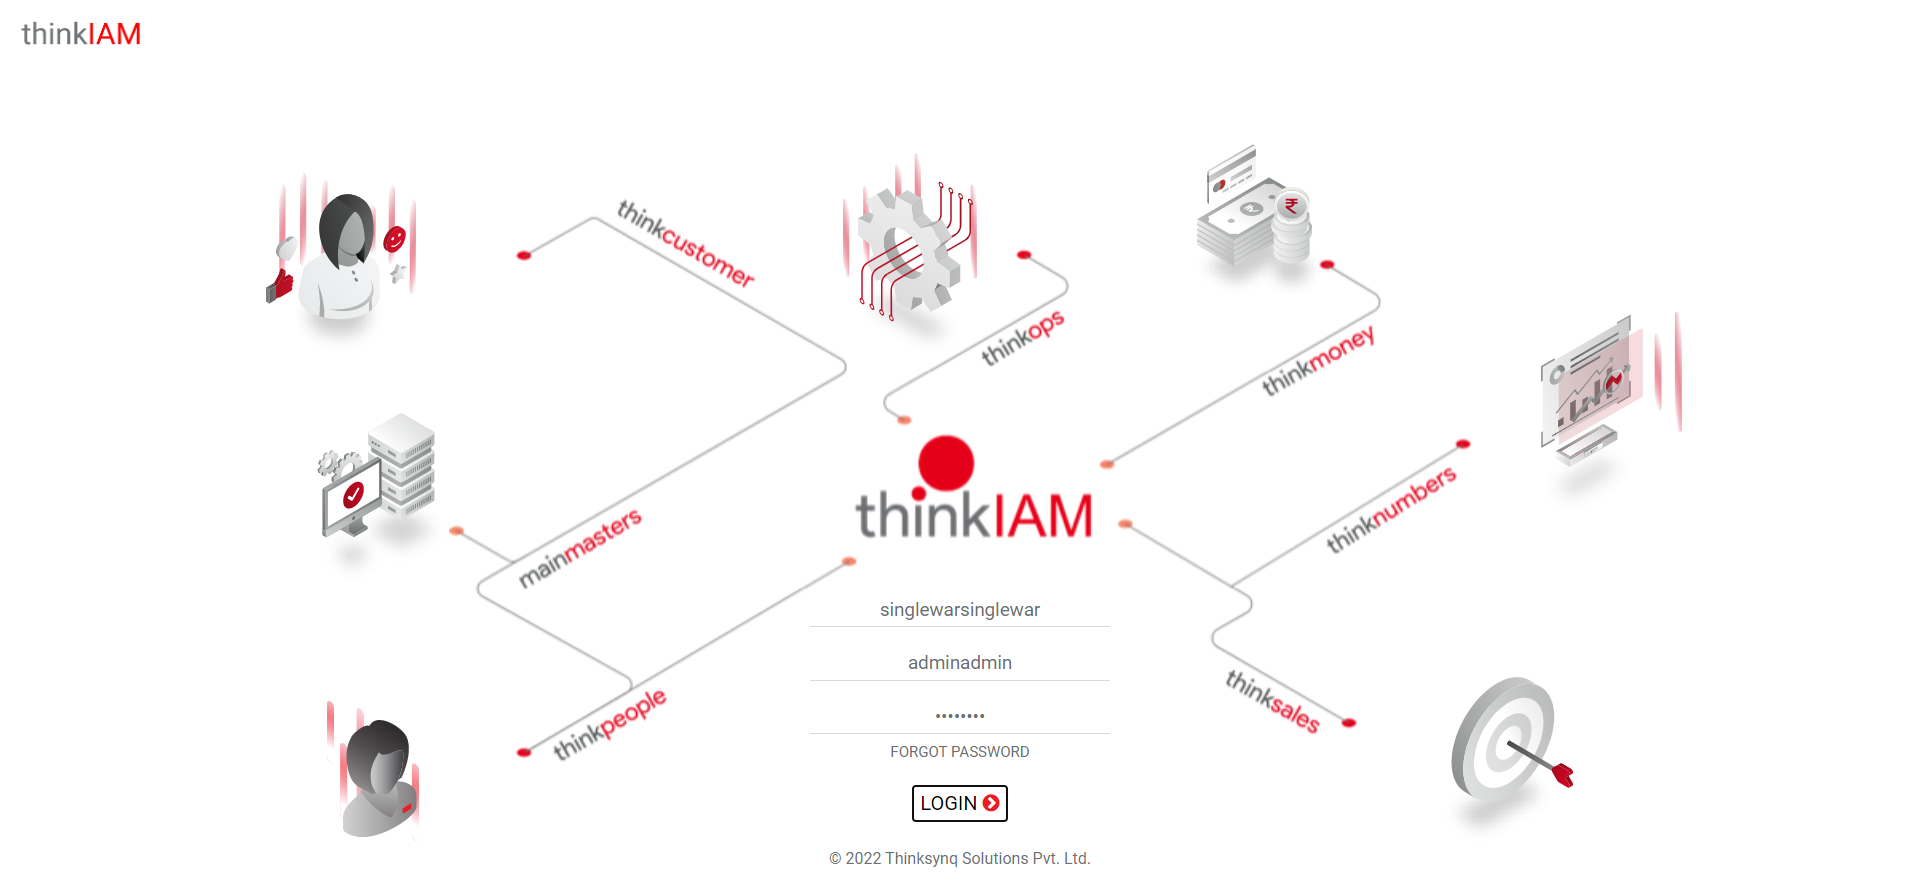 thinkIAM
thinkcustomer
thinkops
thinkmoney
thinknumbers
mainmasters
thinkIAM
thinkpeople
thinksales
singlewarsinglewar
adminadmin
••••••••
FORGOT PASSWORD
LOGIN
© 2022 Thinksynq Solutions Pvt. Ltd.